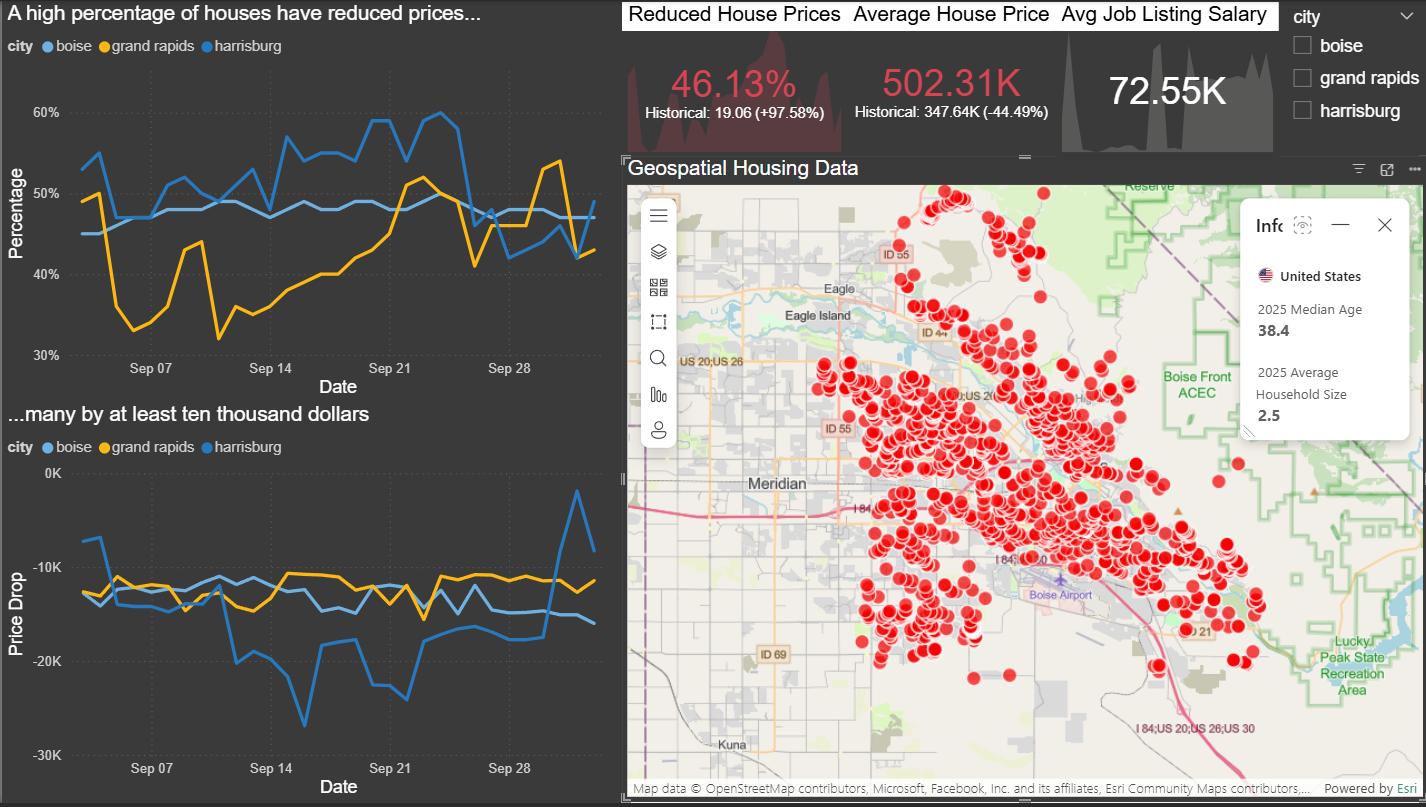 A high percentage of houses have reduced prices...
city boise grand rapids harrisburg
60%
50%
40%
30%
Percentage
Sep 07 Sep 14 Sep 21 Sep 28
Date
...many by at least ten thousand dollars
city boise grand rapids harrisburg
0K
-10K
-20K
-30K
Price Drop
Sep 07 Sep 14 Sep 21 Sep 28
Date
Reduced House Prices Average House Price Avg Job Listing Salary
46.13%
Historical: 19.06 (+97.58%)
502.31K
Historical: 347.64K (-44.49%)
72.55K
city
boise
grand rapids
harrisburg
Geospatial Housing Data
Reserve
ID 55
Eagle
Eagle Island
ID 44
US 20;US 26
Boise Front
ACEC
ID 55
Meridian
I 84
Boise Airport
ID 69
Lucky
Peak State
Recreation
Area
I 84;US 20;US 26;US 30
Kuna
Info
United States
2025 Median Age
38.4
2025 Average
Household Size
2.5
Map data © OpenStreetMap contributors, Microsoft, Facebook, Inc. and its affiliates, Esri Community Maps contributors,... Powered by Esri